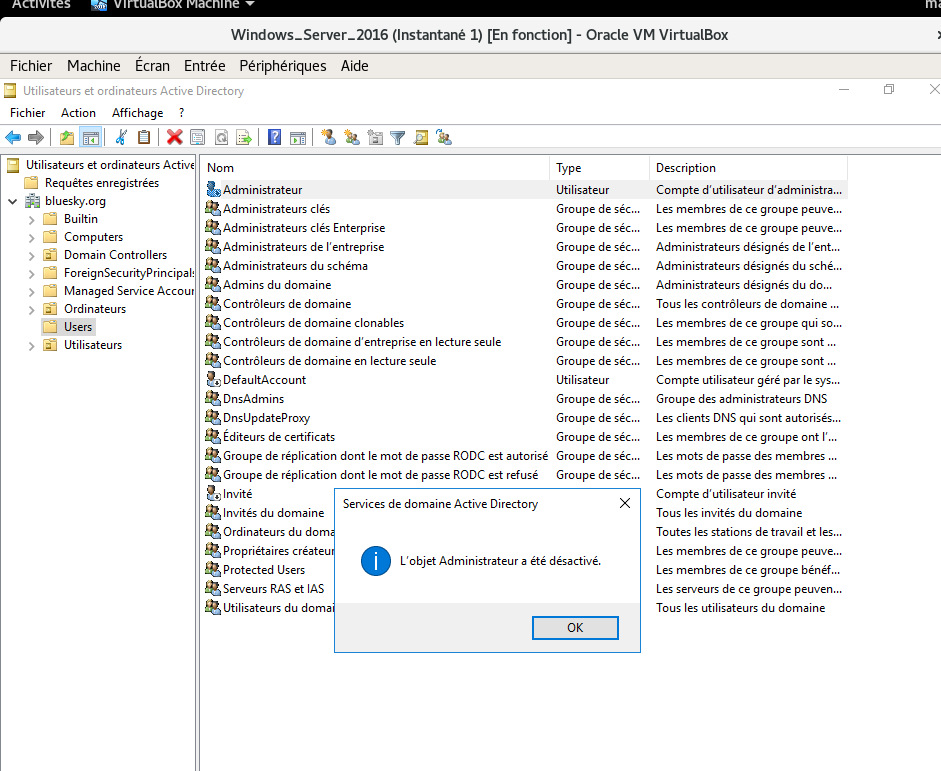 Activités VirtualBox Machine ma
Windows_Server_2016 (Instantané 1) [En fonction] - Oracle VM VirtualBox
Fichier Machine Écran Entrée Périphériques Aide
Utilisateurs et ordinateurs Active Directory
Fichier Action Affichage ?
Utilisateurs et ordinateurs Active
Requêtes enregistrées
bluesky.org
Builtin
Computers
Domain Controllers
ForeignSecurityPrincipals
Managed Service Accour
Ordinateurs
Users
Utilisateurs
Nom Type Description
Administrateur Utilisateur Compte d'utilisateur d'administra...
Administrateurs clés Groupe de séc... Les membres de ce groupe peuve...
Administrateurs clés Enterprise Groupe de séc... Les membres de ce groupe peuve...
Administrateurs de l'entreprise Groupe de séc... Administrateurs désignés de l'ent...
Administrateurs du schéma Groupe de séc... Administrateurs désignés du sché...
Admins du domaine Groupe de séc... Administrateurs désignés du do...
Contrôleurs de domaine Groupe de séc... Tous les contrôleurs de domaine ...
Contrôleurs de domaine clonables Groupe de séc... Les membres de ce groupe qui so...
Contrôleurs de domaine d'entreprise en lecture seule Groupe de séc... Les membres de ce groupe sont ...
Contrôleurs de domaine en lecture seule Groupe de séc... Les membres de ce groupe sont ...
DefaultAccount Utilisateur Compte utilisateur géré par le sys...
DnsAdmins Groupe de séc... Groupe des administrateurs DNS
DnsUpdateProxy Groupe de séc... Les clients DNS qui sont autorisés...
Éditeurs de certificats Groupe de séc... Les membres de ce groupe ont l'...
Groupe de réplication dont le mot de passe RODC est autorisé Groupe de séc... Les mots de passe des membres ...
Groupe de réplication dont le mot de passe RODC est refusé Groupe de séc... Les mots de passe des membres ...
Invité Compte d'utilisateur invité
Invités du domaine Tous les invités du domaine
Ordinateurs du doma Toutes les stations de travail et les...
Propriétaires créateur Les membres de ce groupe peuve...
Protected Users Les membres de ce groupe bénéf...
Serveurs RAS et IAS Les serveurs de ce groupe peuven...
Utilisateurs du domai Tous les utilisateurs du domaine
Services de domaine Active Directory
L'objet Administrateur a été désactivé.
OK